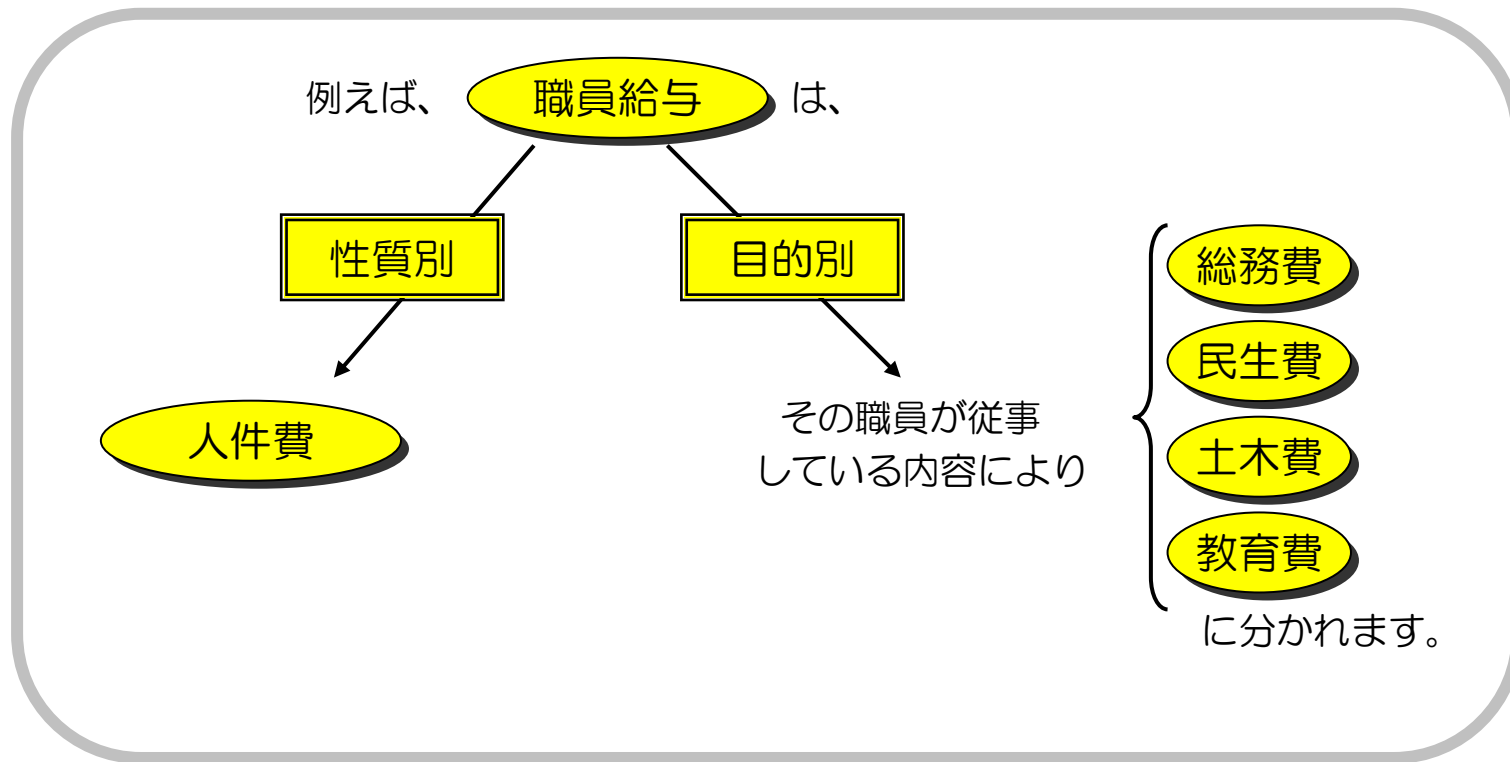 例えば、 職員給与 は、
性質別 目的別
人件費
その職員が従事
している内容により
総務費
民生費
土木費
教育費
に分かれます。